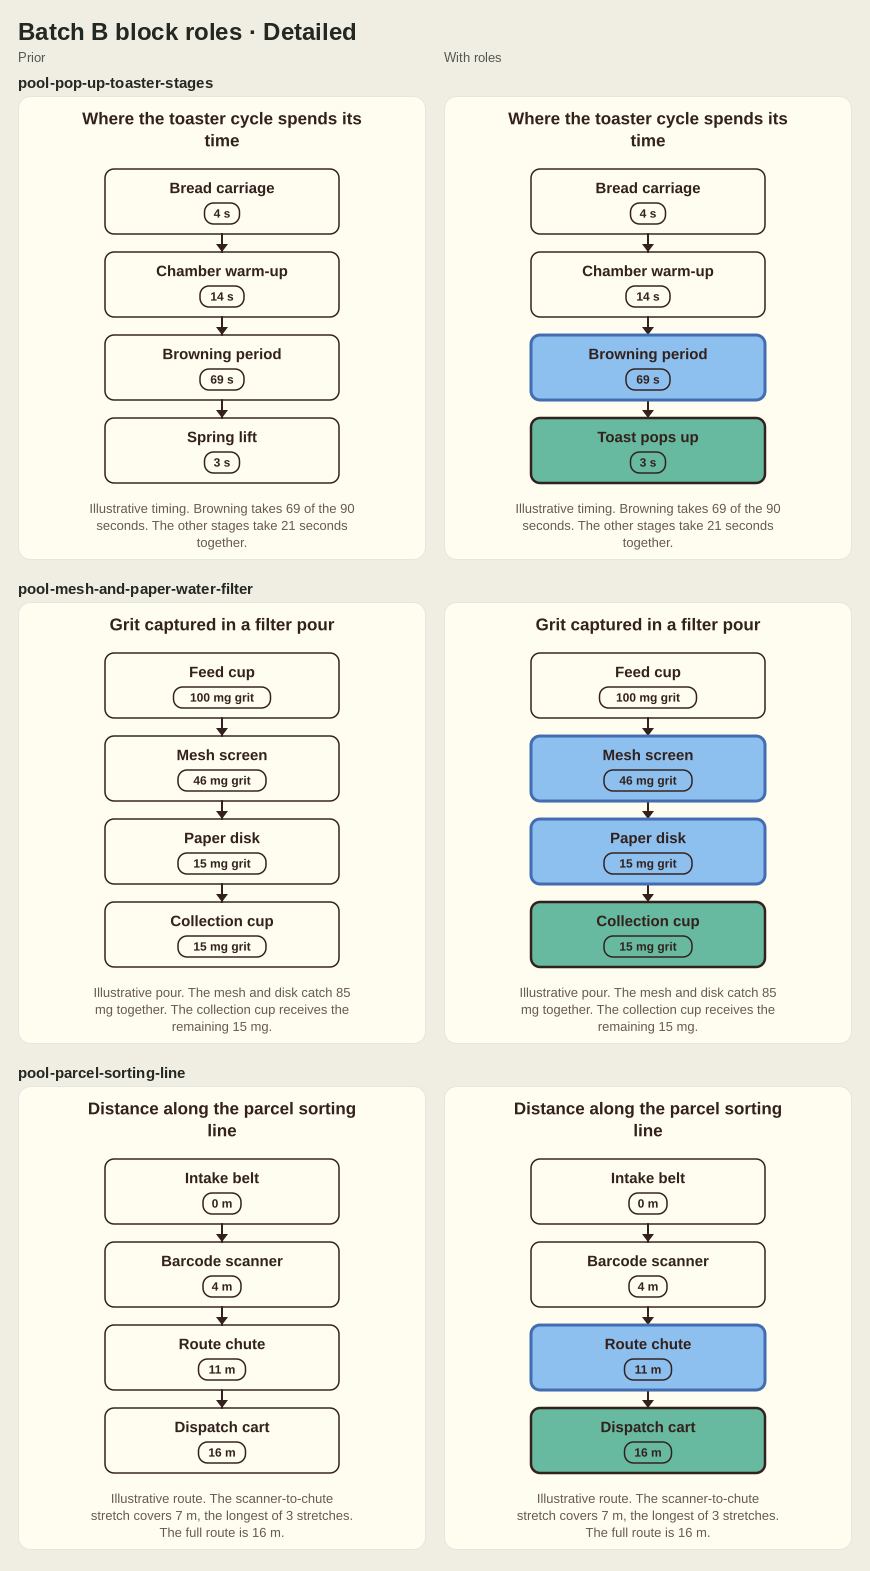 Batch B block roles · Detailed
Prior
With roles
pool-pop-up-toaster-stages
Where the toaster cycle spends its
time
Bread carriage
4 s
Chamber warm-up
14 s
Browning period
69 s
Spring lift
3 s
Illustrative timing. Browning takes 69 of the 90
seconds. The other stages take 21 seconds
together.
Where the toaster cycle spends its
time
Bread carriage
4 s
Chamber warm-up
14 s
Browning period
69 s
Toast pops up
3 s
Illustrative timing. Browning takes 69 of the 90
seconds. The other stages take 21 seconds
together.
pool-mesh-and-paper-water-filter
Grit captured in a filter pour
Feed cup
100 mg grit
Mesh screen
46 mg grit
Paper disk
15 mg grit
Collection cup
15 mg grit
Illustrative pour. The mesh and disk catch 85
mg together. The collection cup receives the
remaining 15 mg.
Grit captured in a filter pour
Feed cup
100 mg grit
Mesh screen
46 mg grit
Paper disk
15 mg grit
Collection cup
15 mg grit
Illustrative pour. The mesh and disk catch 85
mg together. The collection cup receives the
remaining 15 mg.
pool-parcel-sorting-line
Distance along the parcel sorting
line
Intake belt
0 m
Barcode scanner
4 m
Route chute
11 m
Dispatch cart
16 m
Illustrative route. The scanner-to-chute
stretch covers 7 m, the longest of 3 stretches.
The full route is 16 m.
Distance along the parcel sorting
line
Intake belt
0 m
Barcode scanner
4 m
Route chute
11 m
Dispatch cart
16 m
Illustrative route. The scanner-to-chute
stretch covers 7 m, the longest of 3 stretches.
The full route is 16 m.